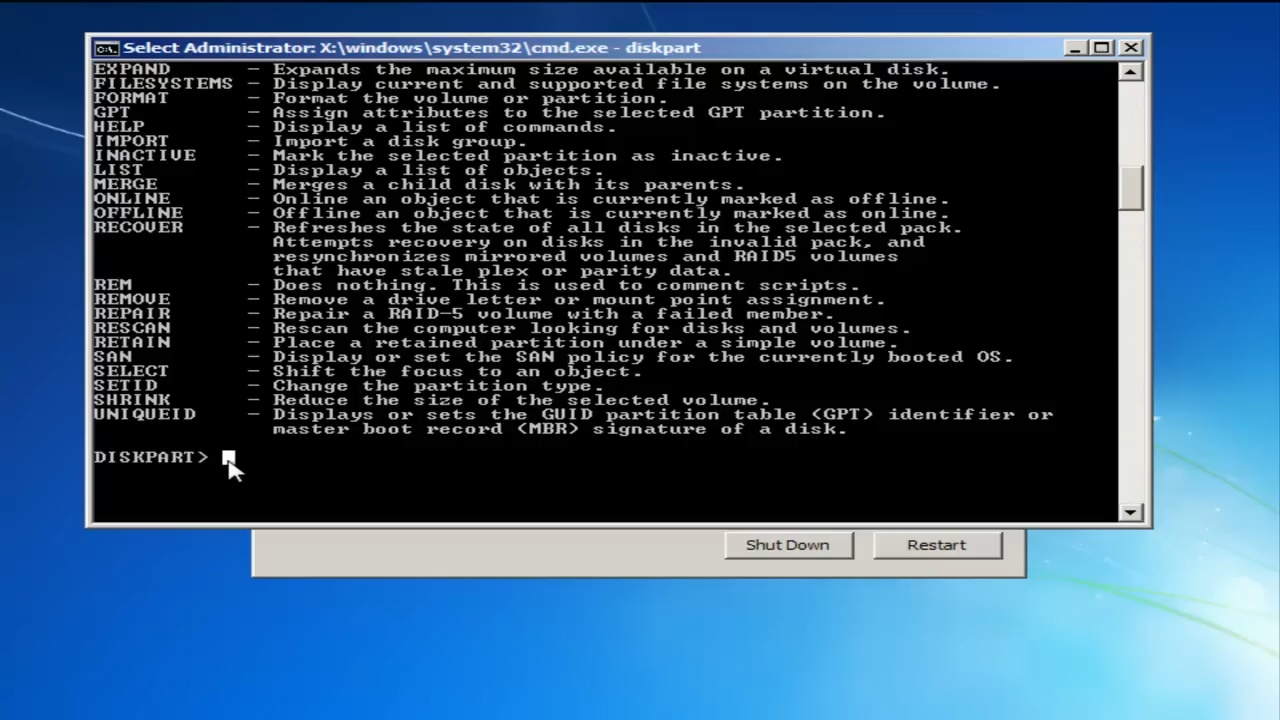 Select Administrator: X:\windows\system32\cmd.exe - diskpart
EXPAND - Expands the maximum size available on a virtual disk.
FILESYSTEMS - Display current and supported file systems on the volume.
FORMAT - Format the volume or partition.
GPT - Assign attributes to the selected GPT partition.
HELP - Display a list of commands.
IMPORT - Import a disk group.
INACTIVE - Mark the selected partition as inactive.
LIST - Display a list of objects.
MERGE - Merges a child disk with its parents.
ONLINE - Online an object that is currently marked as offline.
OFFLINE - Offline an object that is currently marked as online.
RECOVER - Refreshes the state of all disks in the selected pack.
Attempts recovery on disks in the invalid pack, and
resynchronizes mirrored volumes and RAID5 volumes
that have stale plex or parity data.
REM - Does nothing. This is used to comment scripts.
REMOVE - Remove a drive letter or mount point assignment.
REPAIR - Repair a RAID-5 volume with a failed member.
RESCAN - Rescan the computer looking for disks and volumes.
RETAIN - Place a retained partition under a simple volume.
SAN - Display or set the SAN policy for the currently booted OS.
SELECT - Shift the focus to an object.
SETID - Change the partition type.
SHRINK - Reduce the size of the selected volume.
UNIQUEID - Displays or sets the GUID partition table (GPT) identifier or
master boot record (MBR) signature of a disk.
DISKPART>
Shut Down Restart